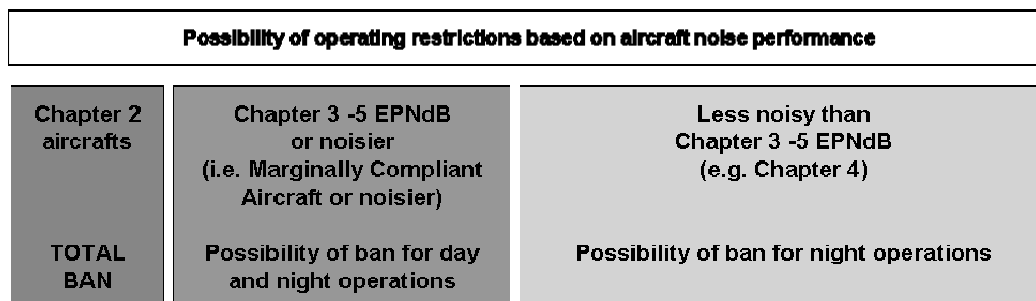 Possibility of operating restrictions based on aircraft noise performance
Chapter 2
aircrafts
TOTAL
BAN
Chapter 3 -5 EPNdB
or noisier
(i.e. Marginally Compliant
Aircraft or noisier)
Possibility of ban for day
and night operations
Less noisy than
Chapter 3 -5 EPNdB
(e.g. Chapter 4)
Possibility of ban for night operations